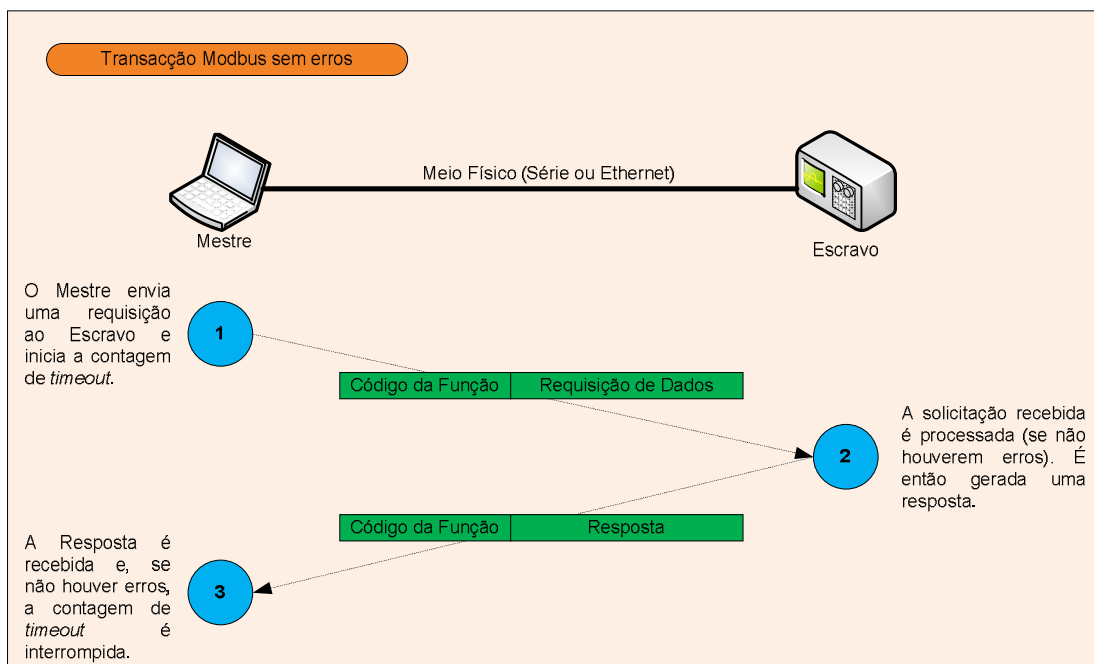 Transacção Modbus sem erros
Meio Físico (Série ou Ethernet)
Mestre
Escravo
O Mestre envia
uma requisição
ao Escravo e
inicia a contagem
de timeout.
1
Código da Função Requisição de Dados
A solicitação recebida
é processada (se não
houverem erros). É
então gerada uma
resposta.
2
Código da Função Resposta
A Resposta é
recebida e, se
não houver erros,
a contagem de
timeout é
interrompida.
3